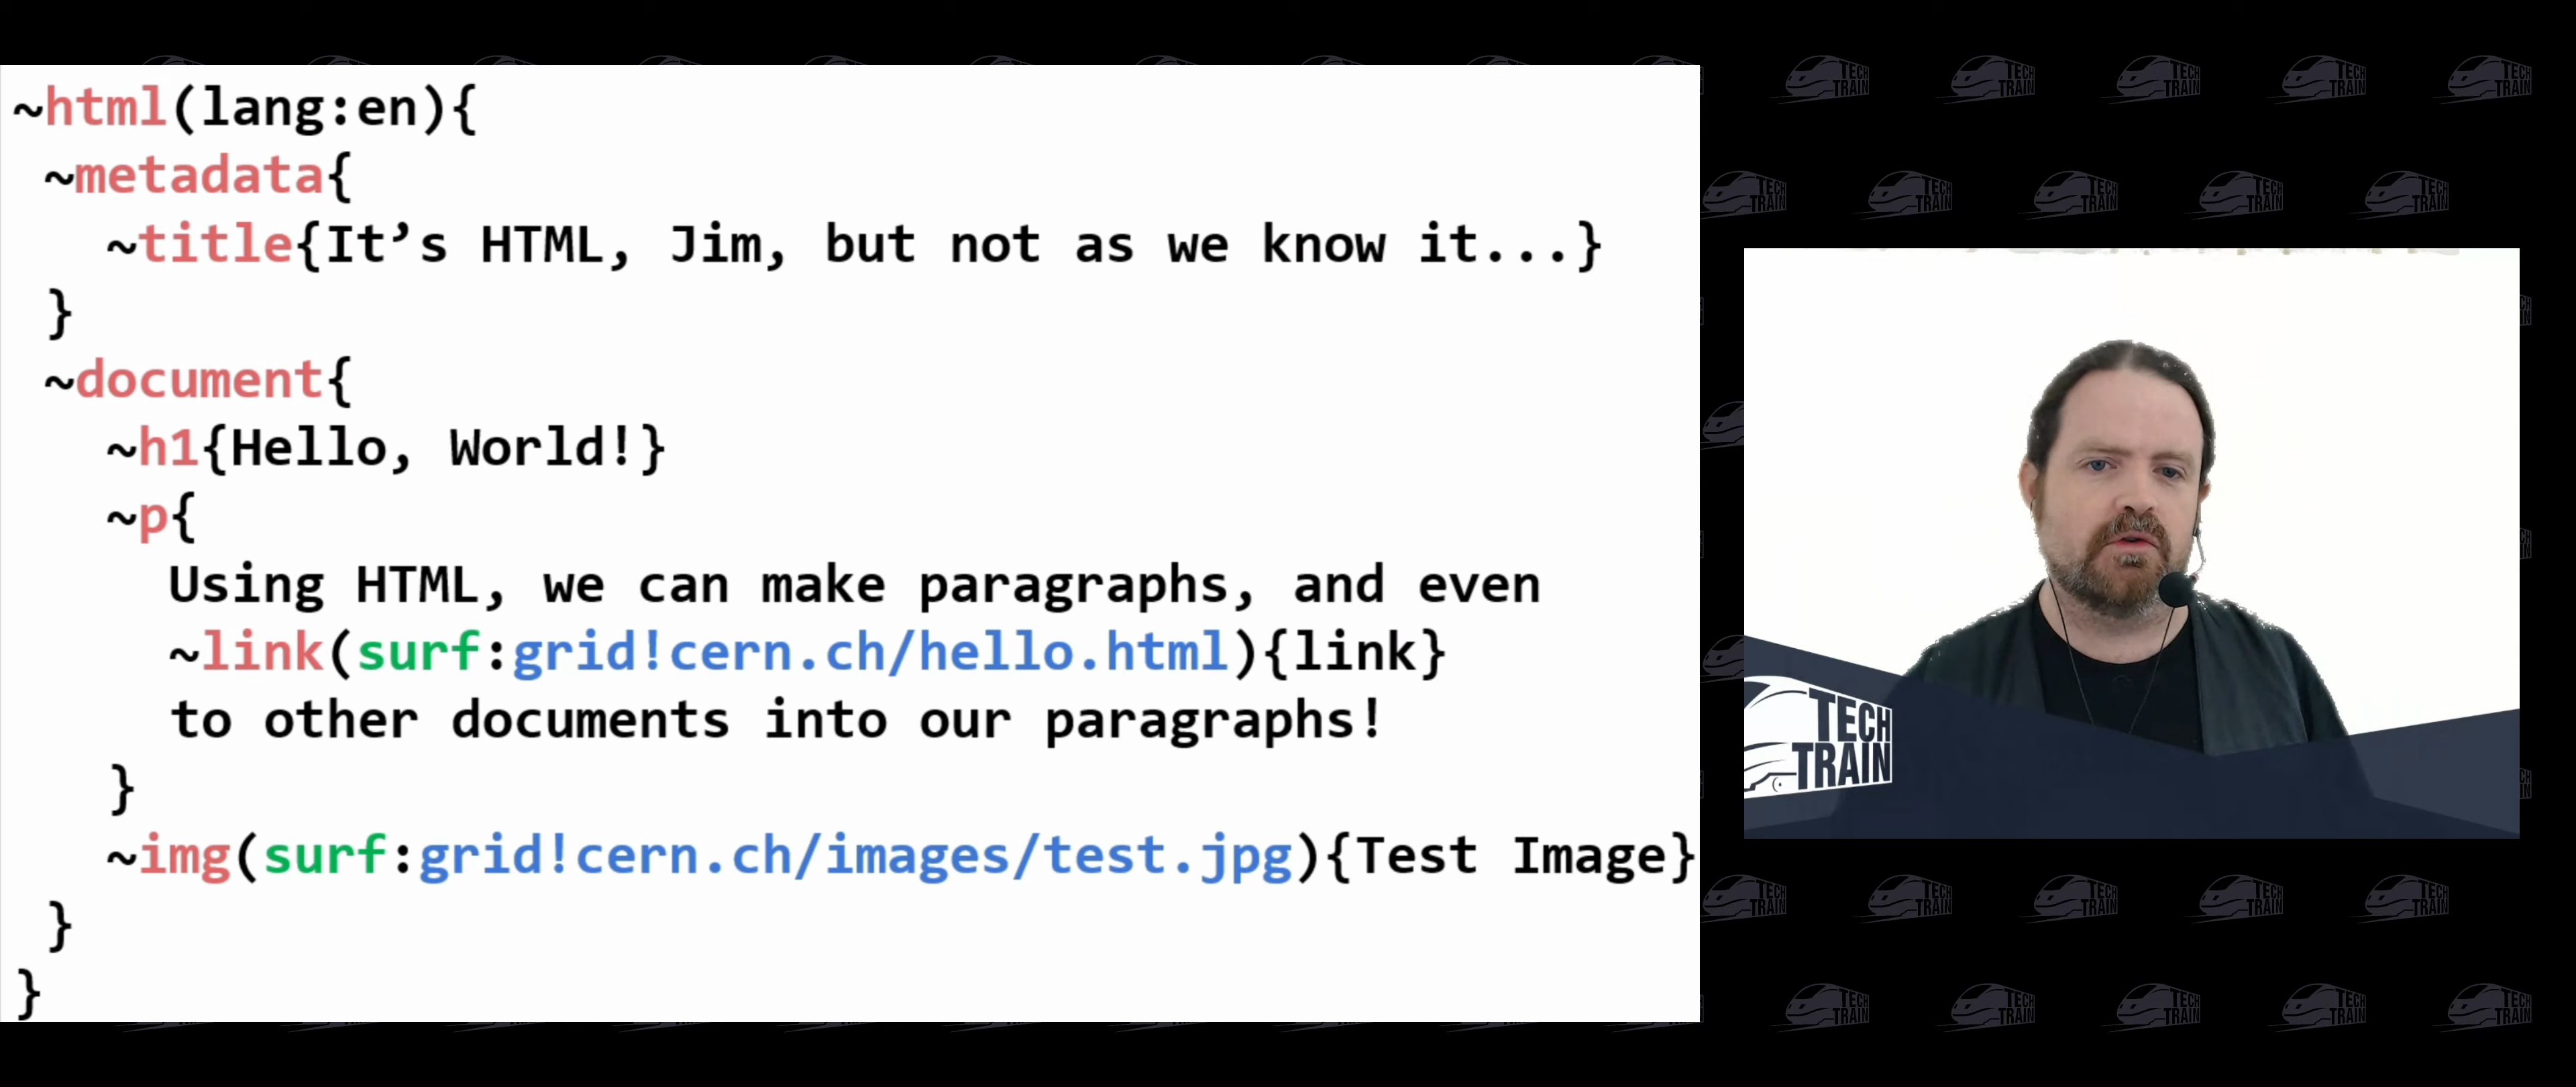 ~html(lang:en){
~metadata{
~title{It’s HTML, Jim, but not as we know it...}
}
~document{
~h1{Hello, World!}
~p{
Using HTML, we can make paragraphs, and even
~link(surf:grid!cern.ch/hello.html){link}
to other documents into our paragraphs!
}
~img(surf:grid!cern.ch/images/test.jpg){Test Image}
}
}
TECH
TRAIN